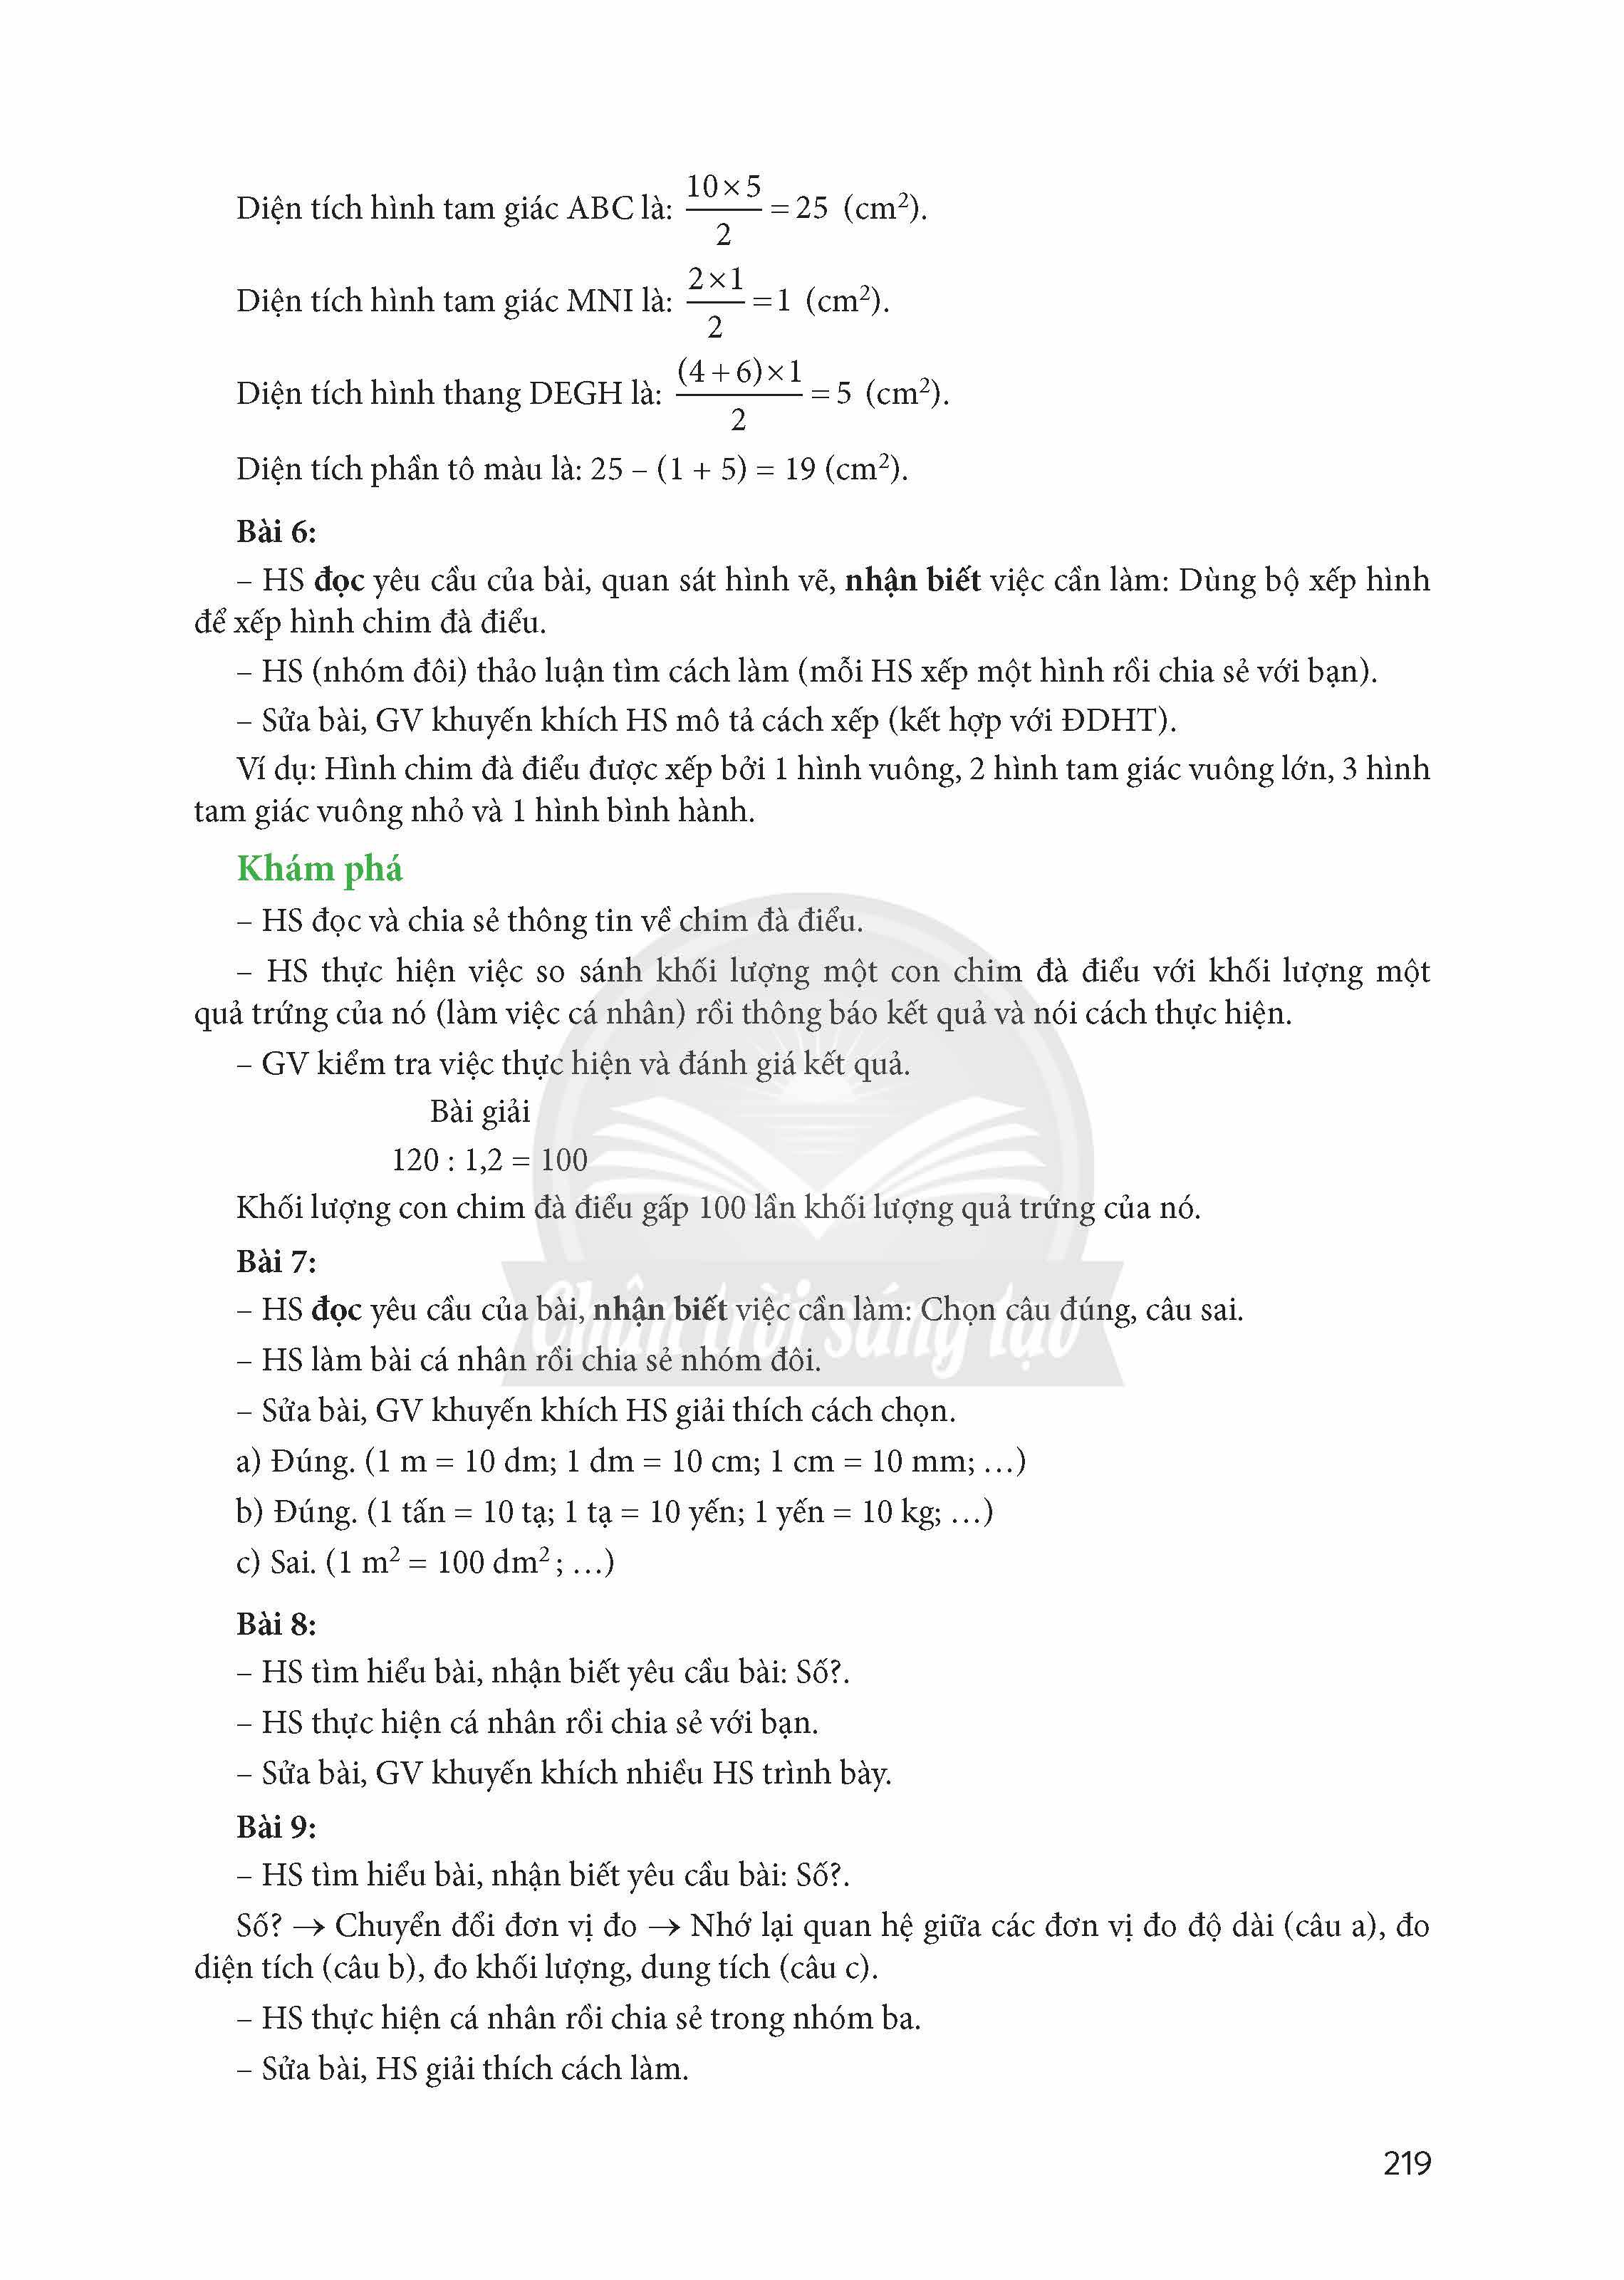 Diện tích hình tam giác ABC là: \frac{10 × 5}{2} = 25 (cm²).
Diện tích hình tam giác MNI là: \frac{2 × 1}{2} = 1 (cm²).
Diện tích hình thang DEGH là: \frac{(4 + 6) × 1}{2} = 5 (cm²).
Diện tích phần tô màu là: 25 – (1 + 5) = 19 (cm²).
Bài 6:
– HS đọc yêu cầu của bài, quan sát hình vẽ, nhận biết việc cần làm: Dùng bộ xếp hình
để xếp hình chim đà điểu.
– HS (nhóm đôi) thảo luận tìm cách làm (mỗi HS xếp một hình rồi chia sẻ với bạn).
– Sửa bài, GV khuyến khích HS mô tả cách xếp (kết hợp với ĐDHT).
Ví dụ: Hình chim đà điểu được xếp bởi 1 hình vuông, 2 hình tam giác vuông lớn, 3 hình
tam giác vuông nhỏ và 1 hình bình hành.
Khám phá
– HS đọc và chia sẻ thông tin về chim đà điểu.
– HS thực hiện việc so sánh khối lượng một con chim đà điểu với khối lượng một
quả trứng của nó (làm việc cá nhân) rồi thông báo kết quả và nói cách thực hiện.
– GV kiểm tra việc thực hiện và đánh giá kết quả.
Bài giải
120 : 1,2 = 100
Khối lượng con chim đà điểu gấp 100 lần khối lượng quả trứng của nó.
Bài 7:
– HS đọc yêu cầu của bài, nhận biết việc cần làm: Chọn câu đúng, câu sai.
Chân trời sáng tạo
– HS làm bài cá nhân rồi chia sẻ nhóm đôi.
– Sửa bài, GV khuyến khích HS giải thích cách chọn.
a) Đúng. (1 m = 10 dm; 1 dm = 10 cm; 1 cm = 10 mm; …)
b) Đúng. (1 tấn = 10 tạ; 1 tạ = 10 yến; 1 yến = 10 kg; …)
c) Sai. (1 m² = 100 dm² ; …)
Bài 8:
– HS tìm hiểu bài, nhận biết yêu cầu bài: Số?.
– HS thực hiện cá nhân rồi chia sẻ với bạn.
– Sửa bài, GV khuyến khích nhiều HS trình bày.
Bài 9:
– HS tìm hiểu bài, nhận biết yêu cầu bài: Số?.
Số? → Chuyển đổi đơn vị đo → Nhớ lại quan hệ giữa các đơn vị đo độ dài (câu a), đo
diện tích (câu b), đo khối lượng, dung tích (câu c).
– HS thực hiện cá nhân rồi chia sẻ trong nhóm ba.
– Sửa bài, HS giải thích cách làm.
219